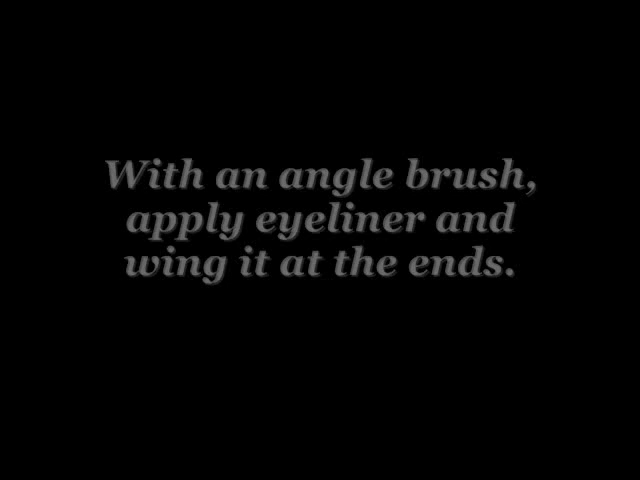 With an angle brush,
apply eyeliner and
wing it at the ends.